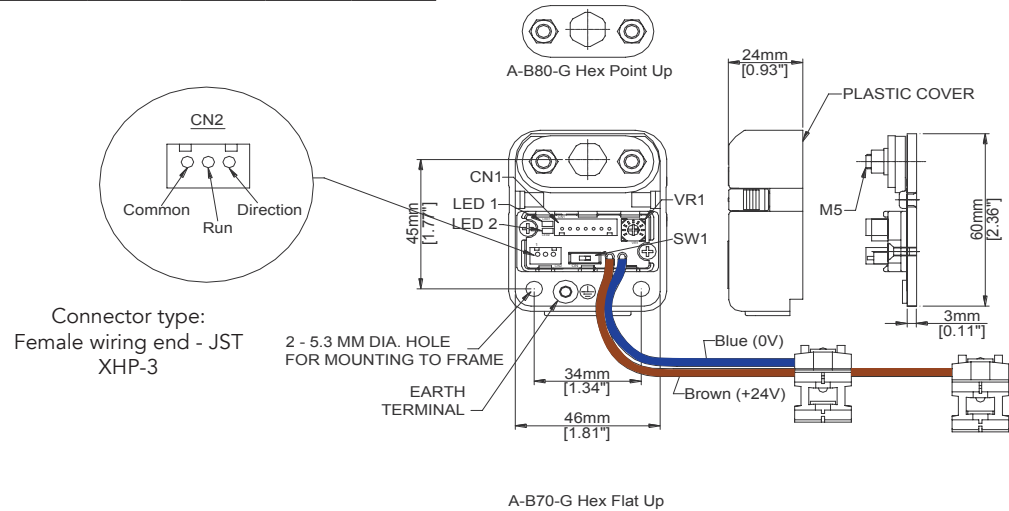 A-B80-G Hex Point Up
24mm
[0.93"]
PLASTIC COVER
CN2
Common
Run
Direction
CN1
LED 1
LED 2
VR1
SW1
45mm
[1.77"]
M5
60mm
[2.36"]
3mm
[0.11"]
Connector type:
Female wiring end - JST
XHP-3
2 - 5.3 MM DIA. HOLE
FOR MOUNTING TO FRAME
EARTH
TERMINAL
34mm
[1.34"]
46mm
[1.81"]
Blue (0V)
Brown (+24V)
A-B70-G Hex Flat Up